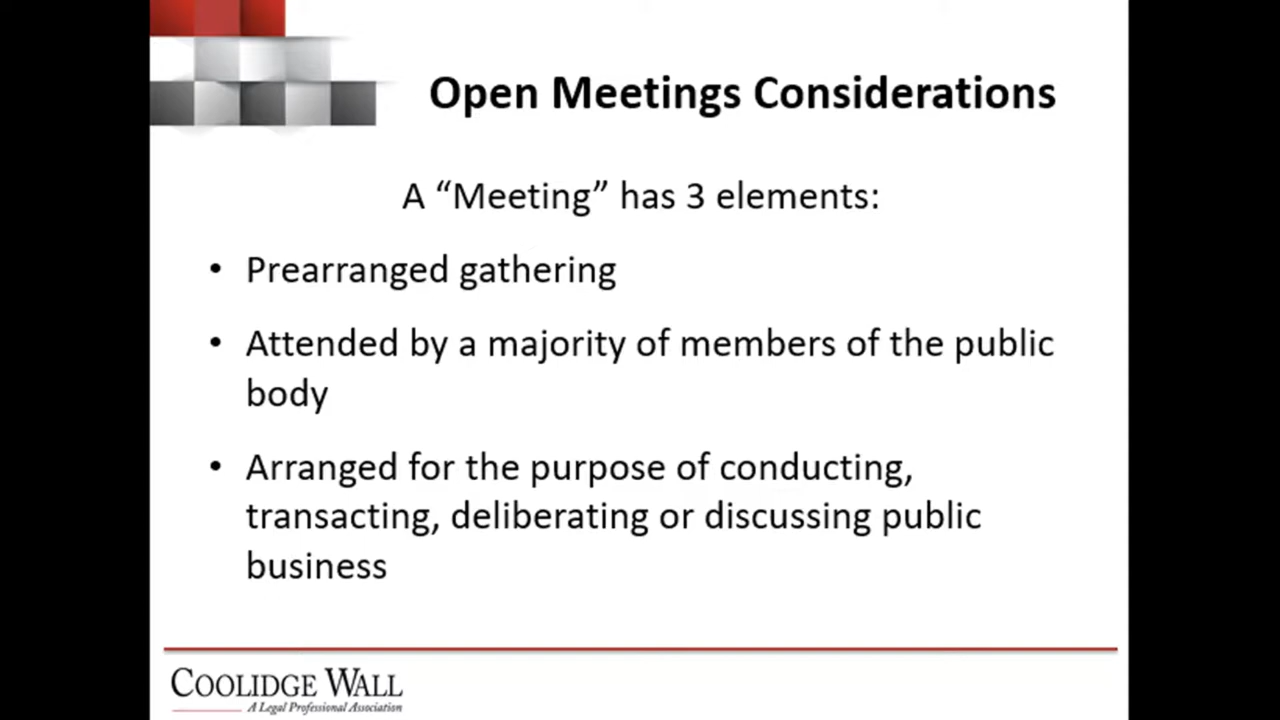 Open Meetings Considerations
A “Meeting” has 3 elements:
• Prearranged gathering
• Attended by a majority of members of the public
body
• Arranged for the purpose of conducting,
transacting, deliberating or discussing public
business
COOLIDGE WALL
A Legal Professional Association